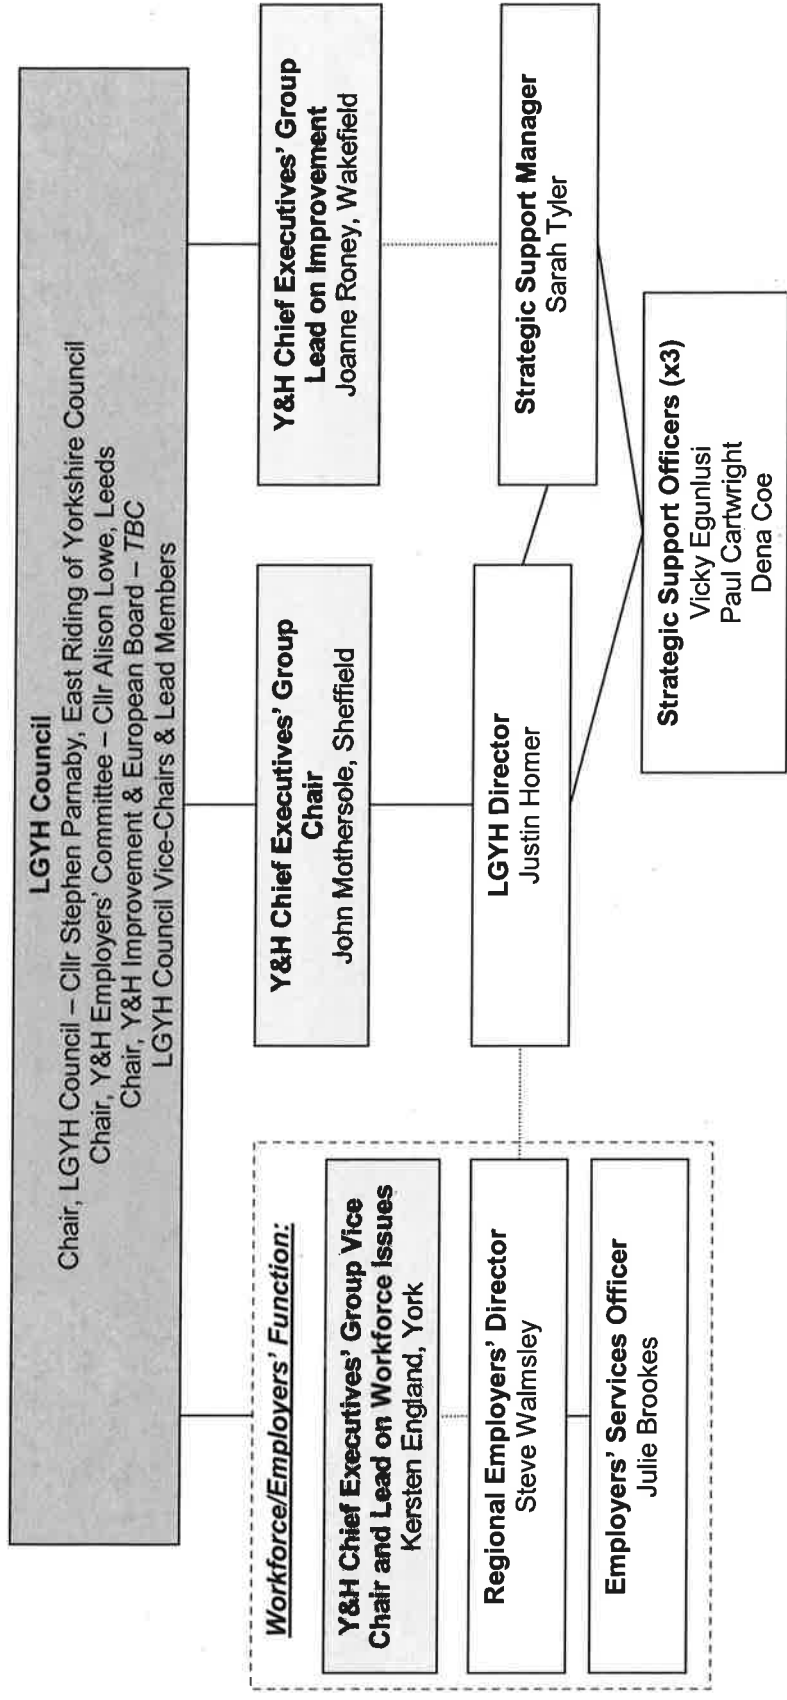 LGYH Council
Chair, LGYH Council – Cllr Stephen Parnaby, East Riding of Yorkshire Council
Chair, Y&H Employers' Committee – Cllr Alison Lowe, Leeds
Chair, Y&H Improvement & European Board – TBC
LGYH Council Vice-Chairs & Lead Members
Workforce/Employers' Function:
Y&H Chief Executives' Group Vice
Chair and Lead on Workforce Issues
Kersten England, York
Regional Employers' Director
Steve Walmsley
Employers' Services Officer
Julie Brookes
Y&H Chief Executives' Group
Chair
John Mothersole, Sheffield
LGYH Director
Justin Homer
Y&H Chief Executives' Group
Lead on Improvement
Joanne Roney, Wakefield
Strategic Support Manager
Sarah Tyler
Strategic Support Officers (x3)
Vicky Egunlusi
Paul Cartwright
Dena Coe